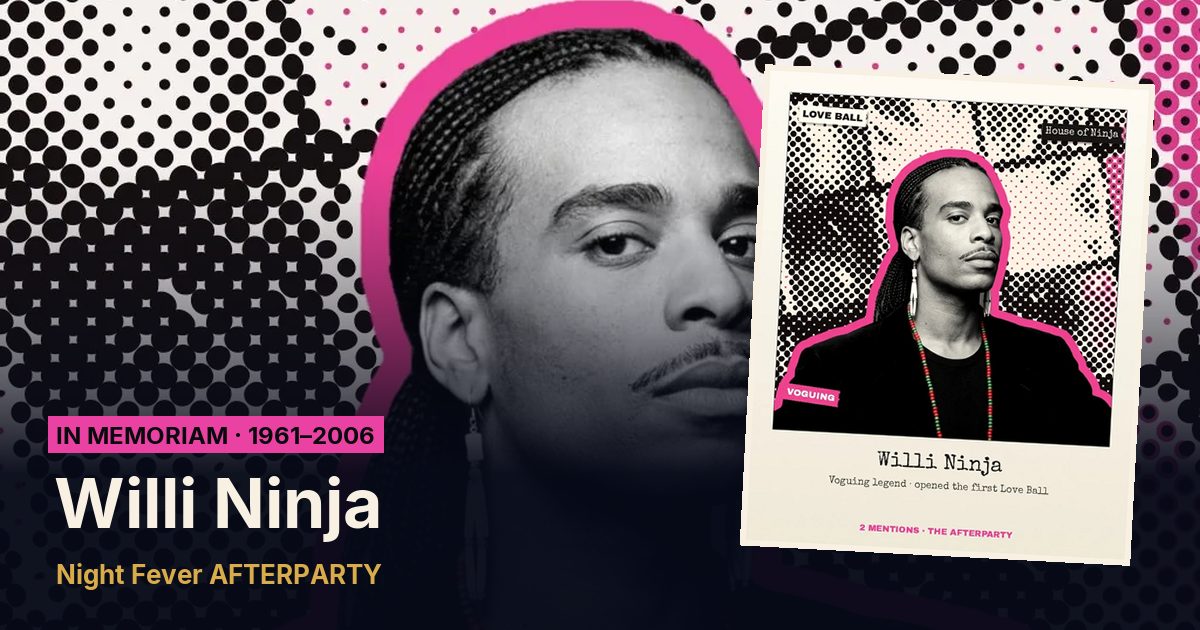 IN MEMORIAM · 1961–2006
Willi Ninja
Night Fever AFTERPARTY
LOVE BALL
House of Ninja
VOGUING
Willi Ninja
Voguing legend · opened the first Love Ball
2 MENTIONS · THE AFTERPARTY